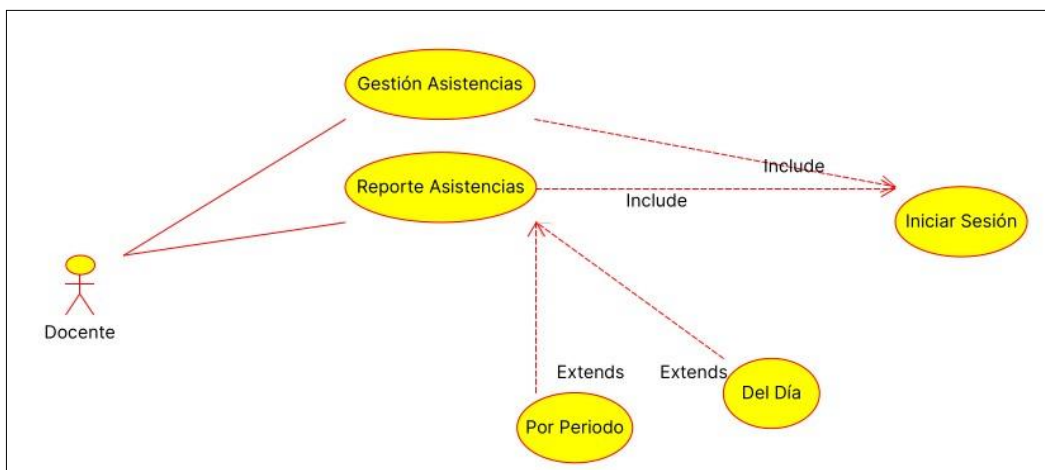 Gestión Asistencias
Include
Reporte Asistencias
Include
Iniciar Sesión
Docente
Extends
Extends
Del Día
Por Periodo